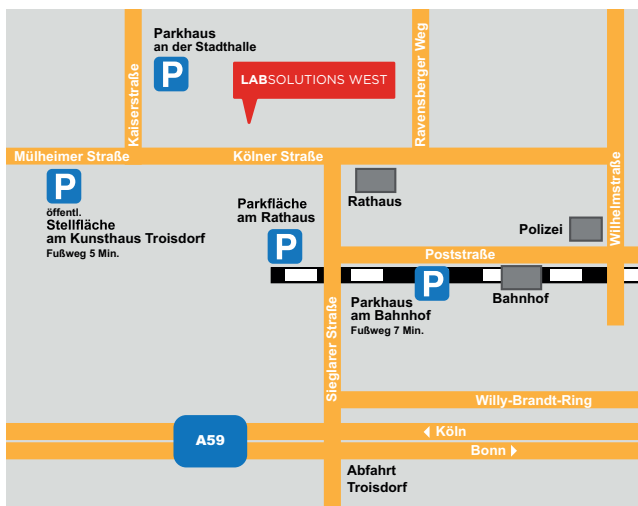 Parkhaus
an der Stadthalle
P
LABSOLUTIONS WEST
Kaiserstraße
Ravensberger Weg
Mülheimer Straße
Kölner Straße
Wilhelmstraße
P
öffentl.
Stellfläche
am Kunsthaus Troisdorf
Fußweg 5 Min.
Rathaus
Parkfläche
am Rathaus
P
Polizei
Poststraße
P
Parkhaus
am Bahnhof
Fußweg 7 Min.
Bahnhof
Sieglarer Straße
Willy-Brandt-Ring
A59
Köln
Bonn
Abfahrt
Troisdorf